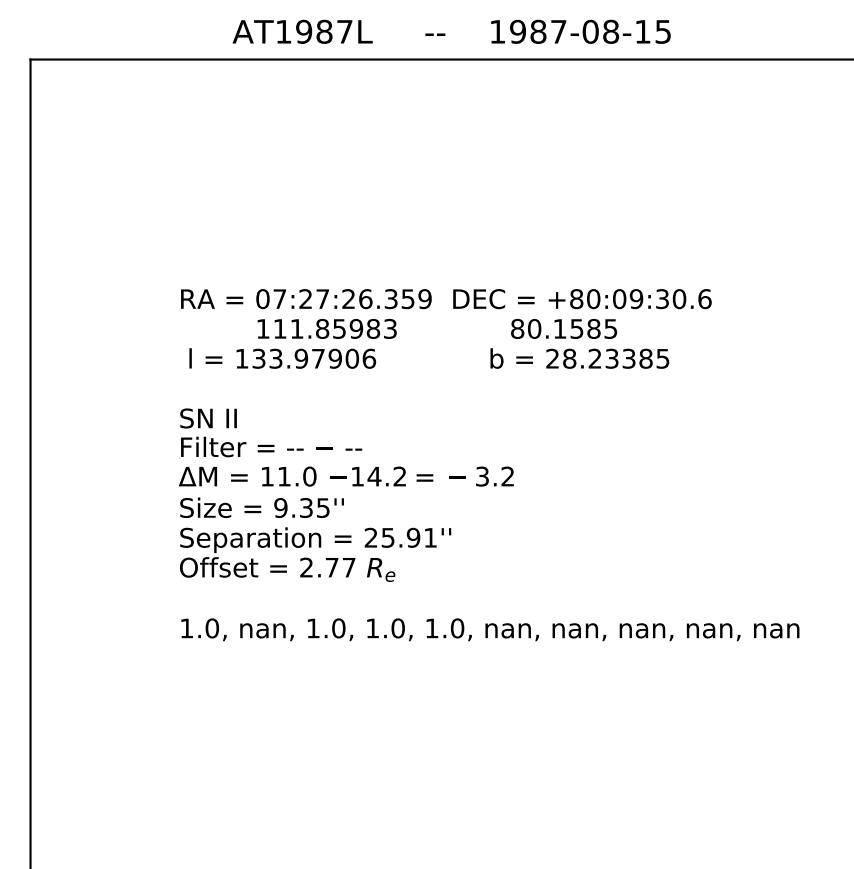 AT1987L -- 1987-08-15
RA = 07:27:26.359 DEC = +80:09:30.6
111.85983 80.1585
l = 133.97906 b = 28.23385
SN II
Filter = -- − --
ΔM = 11.0 −14.2 = − 3.2
Size = 9.35''
Separation = 25.91''
Offset = 2.77 Re
1.0, nan, 1.0, 1.0, 1.0, nan, nan, nan, nan, nan